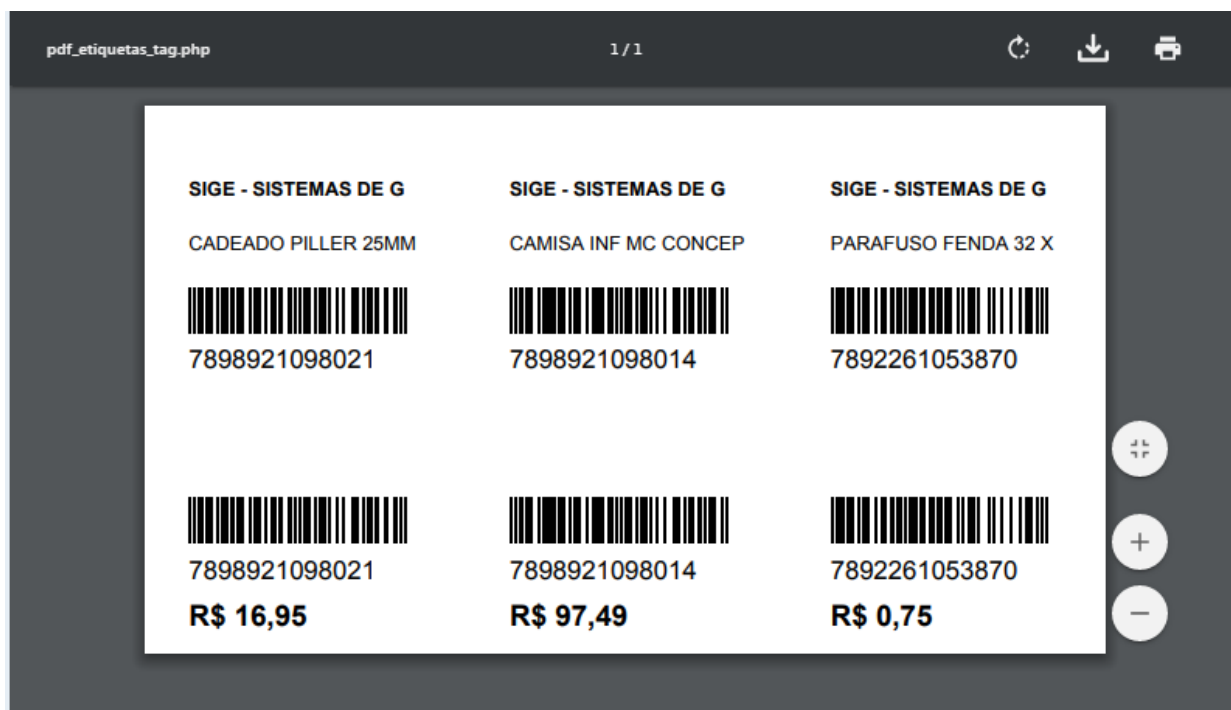 pdf_etiquetas_tag.php
1 / 1
SIGE - SISTEMAS DE G
SIGE - SISTEMAS DE G
SIGE - SISTEMAS DE G
CADEADO PILLER 25MM
CAMISA INF MC CONCEP
PARAFUSO FENDA 32 X
7898921098021
7898921098014
7892261053870
7898921098021
7898921098014
7892261053870
R$ 16,95
R$ 97,49
R$ 0,75